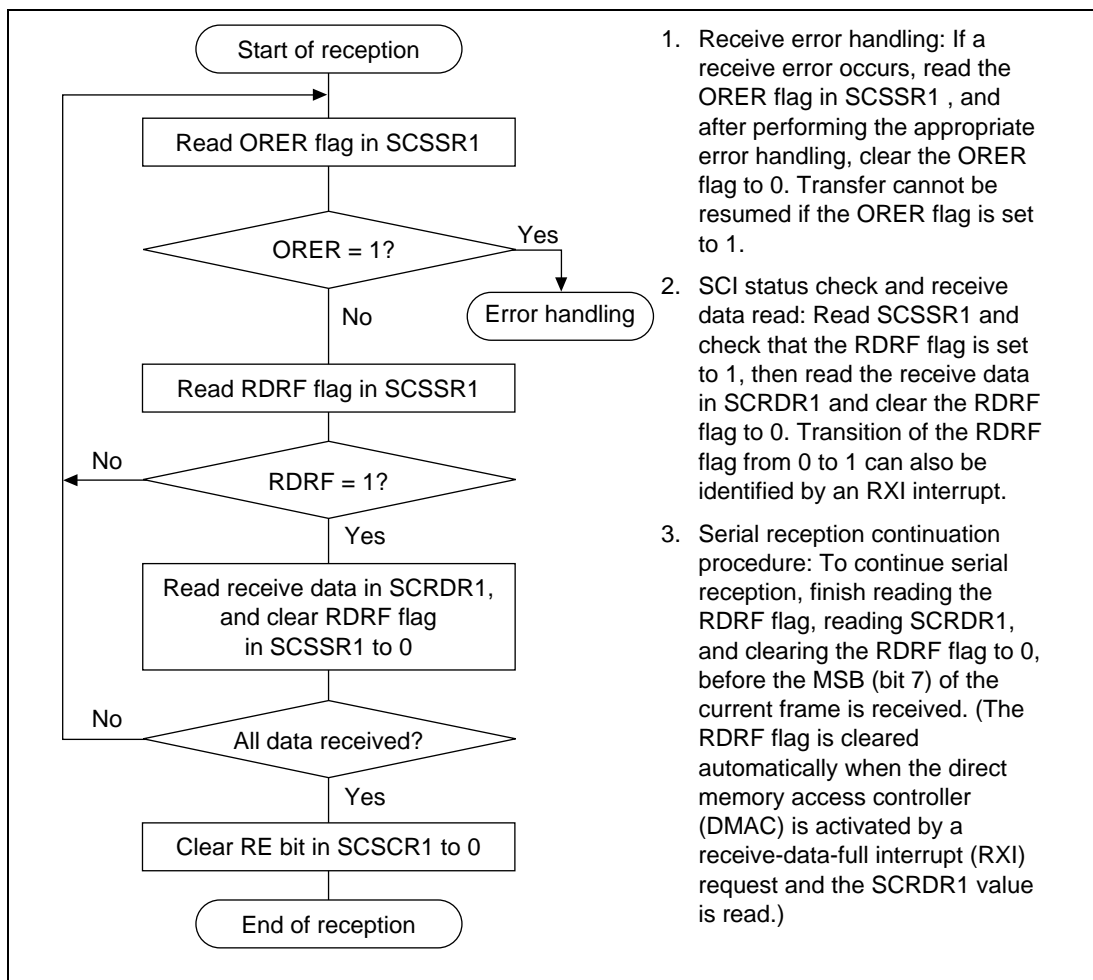 Start of reception
Read ORER flag in SCSSR1
ORER = 1?
Yes
Error handling
No
Read RDRF flag in SCSSR1
No
RDRF = 1?
Yes
Read receive data in SCRDR1,
and clear RDRF flag
in SCSSR1 to 0
No
All data received?
Yes
Clear RE bit in SCSCR1 to 0
End of reception
1. Receive error handling: If a
receive error occurs, read the
ORER flag in SCSSR1 , and
after performing the appropriate
error handling, clear the ORER
flag to 0. Transfer cannot be
resumed if the ORER flag is set
to 1.
2. SCI status check and receive
data read: Read SCSSR1 and
check that the RDRF flag is set
to 1, then read the receive data
in SCRDR1 and clear the RDRF
flag to 0. Transition of the RDRF
flag from 0 to 1 can also be
identified by an RXI interrupt.
3. Serial reception continuation
procedure: To continue serial
reception, finish reading the
RDRF flag, reading SCRDR1,
and clearing the RDRF flag to 0,
before the MSB (bit 7) of the
current frame is received. (The
RDRF flag is cleared
automatically when the direct
memory access controller
(DMAC) is activated by a
receive-data-full interrupt (RXI)
request and the SCRDR1 value
is read.)